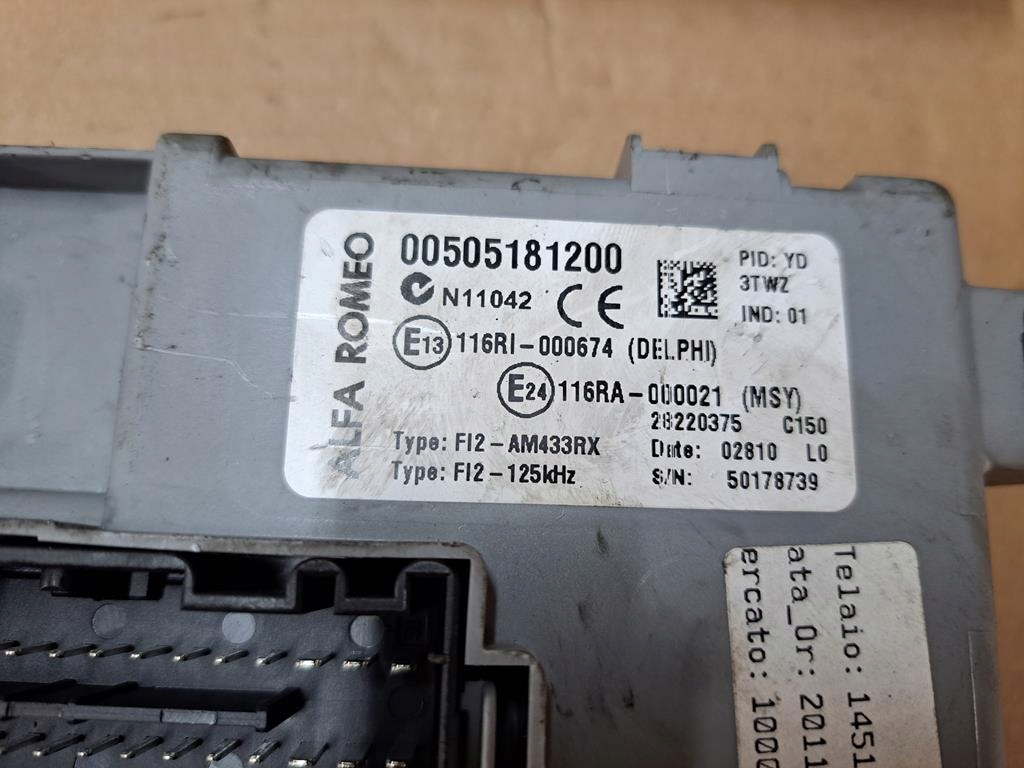 ALFA ROMEO
00505181200
N11042 CE
PID: YD
3TWZ
IND: 01
E13 116RI-000674 (DELPHI)
E24 116RA-000021 (MSY)
28220375 C150
Type: FI2-AM433RX
Date: 02810 L0
Type: FI2-125kHz
S/N: 50178739
Telaio: 1451
ata_Or: 2011
ercato: 1000